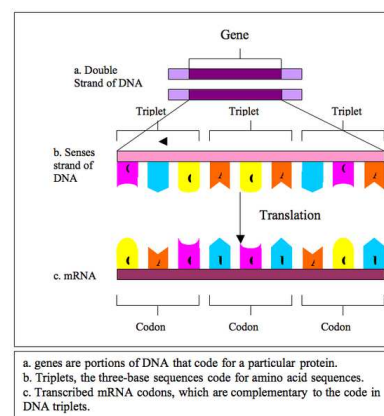 Gene
a. Double
Strand of DNA
Triplet Triplet Triplet
b. Senses
strand of
DNA
Translation
c. mRNA
Codon Codon Codon
a. genes are portions of DNA that code for a particular protein.
b. Triplets, the three-base sequences code for amino acid sequences.
c. Transcribed mRNA codons, which are complementary to the code in
DNA triplets.